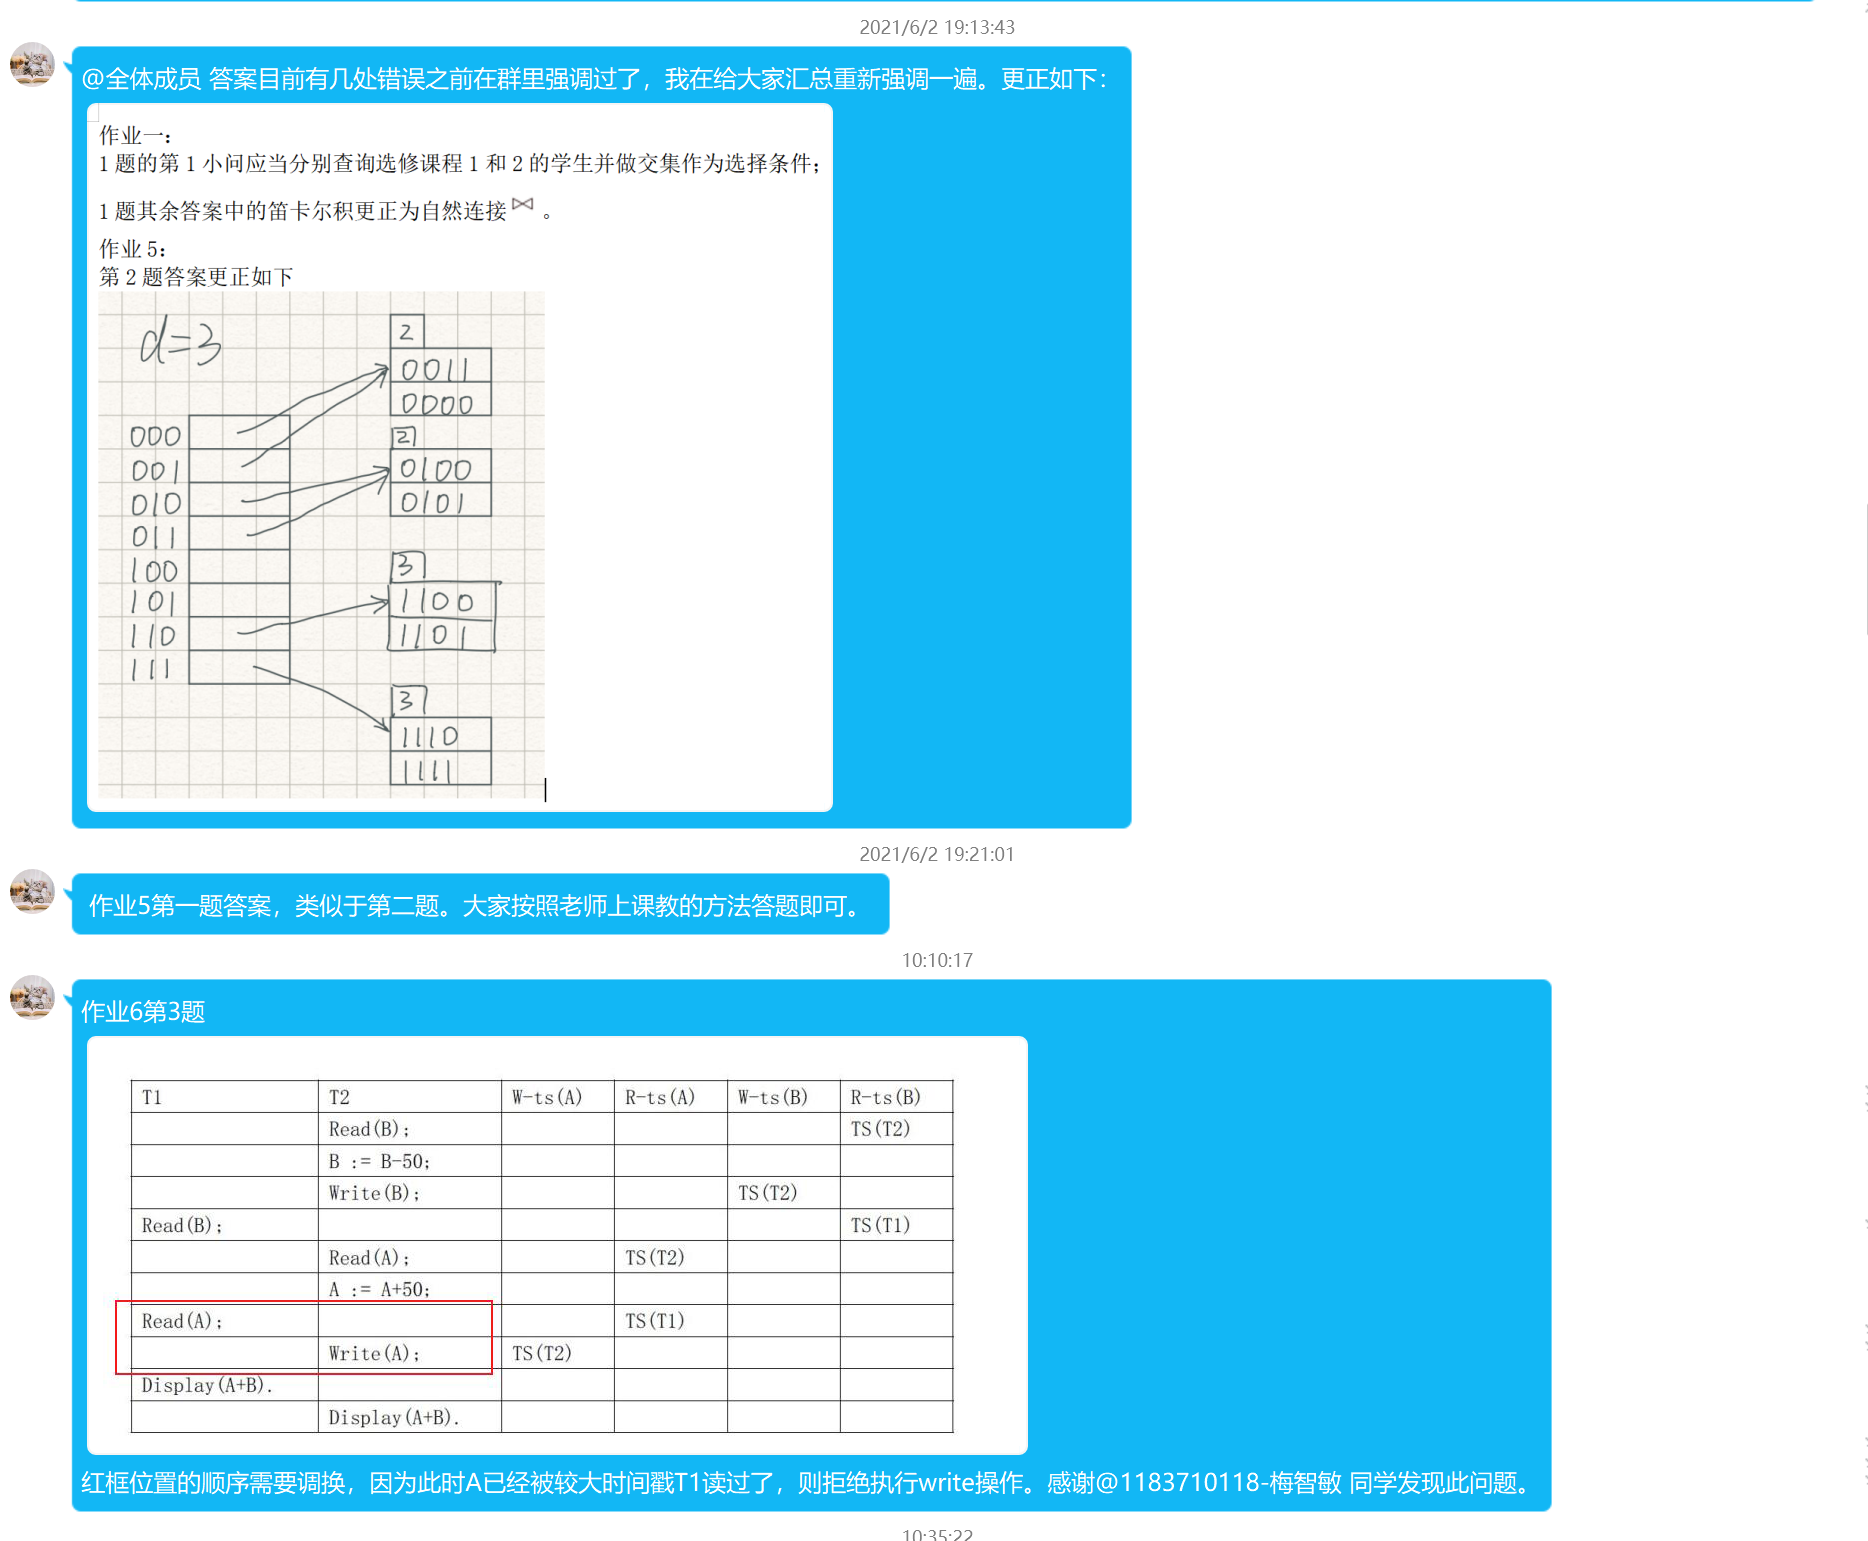 2021/6/2 19:13:43
@全体成员 答案目前有几处错误之前在群里强调过了，我在给大家汇总重新强调一遍。更正如下：
作业一：
1 题的第 1 小问应当分别查询选修课程 1 和 2 的学生并做交集作为选择条件；
1 题其余答案中的笛卡尔积更正为自然连接⋈ 。
作业 5：
第 2 题答案更正如下
d=3
2
0011
0000
000
2
001
0100
010
0101
011
100
3
101
1100
110
1101
111
3
1110
1111
2021/6/2 19:21:01
作业5第一题答案，类似于第二题。大家按照老师上课教的方法答题即可。
10:10:17
作业6第3题
T1 T2 W-ts(A) R-ts(A) W-ts(B) R-ts(B)
Read(B); TS(T2)
B := B-50;
Write(B); TS(T2)
Read(B); TS(T1)
Read(A); TS(T2)
A := A+50;
Read(A); TS(T1)
Write(A); TS(T2)
Display(A+B).
Display(A+B).
红框位置的顺序需要调换，因为此时A已经被较大时间戳T1读过了，则拒绝执行write操作。感谢@1183710118-梅智敏 同学发现此问题。
10:35:22